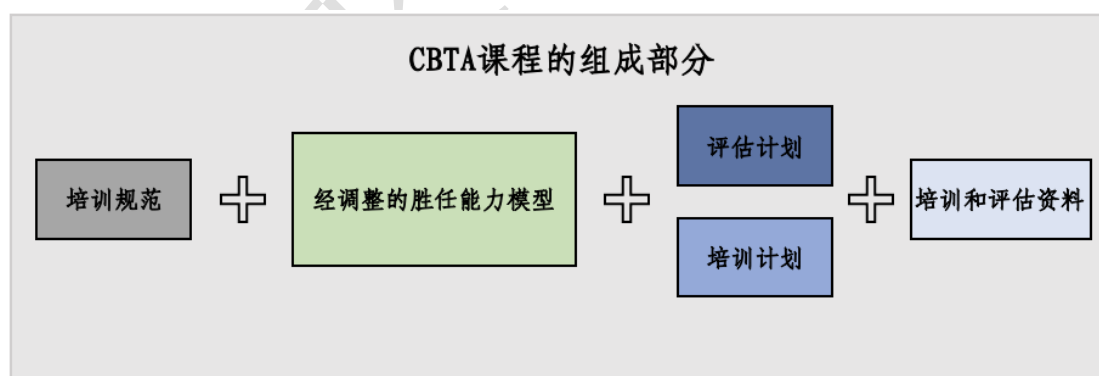 CBTA课程的组成部分
培训规范
经调整的胜任能力模型
评估计划
培训计划
培训和评估资料